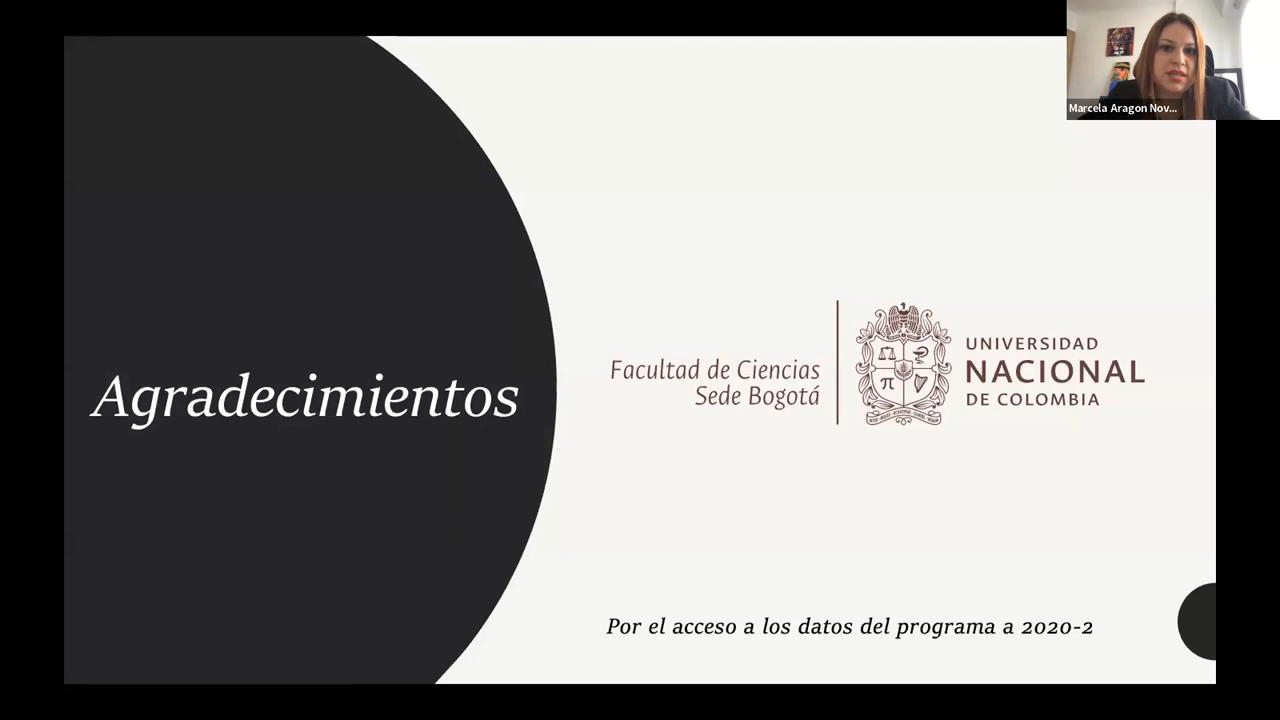 Marcela Aragon Nov...
Agradecimientos
Facultad de Ciencias
Sede Bogotá
UNIVERSIDAD
NACIONAL
DE COLOMBIA
Por el acceso a los datos del programa a 2020-2